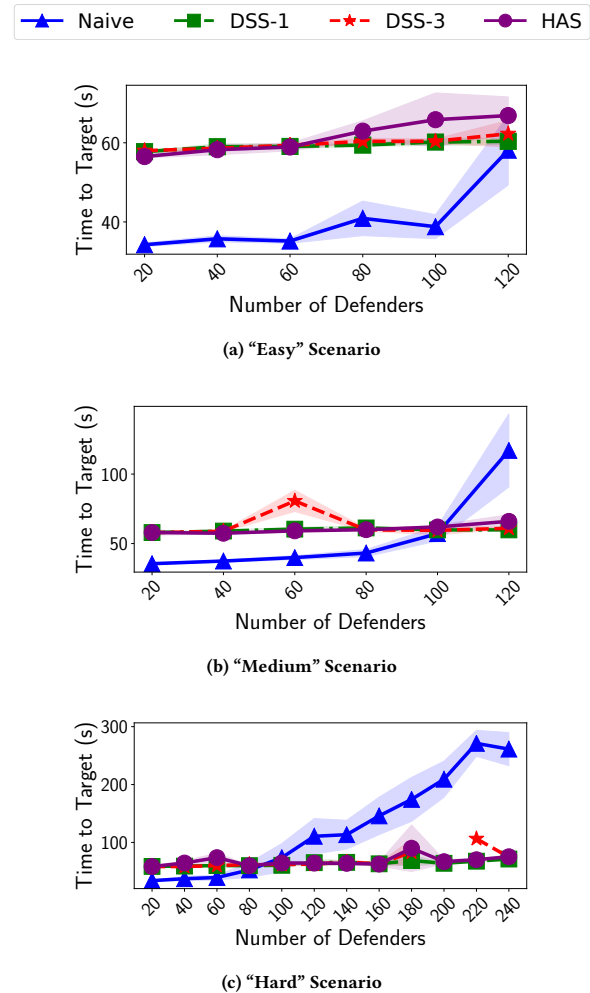 Naive DSS-1 DSS-3 HAS
Time to Target (s)
60
40
20 40 60 80 100 120
Number of Defenders
(a) “Easy” Scenario
Time to Target (s)
100
50
20 40 60 80 100 120
Number of Defenders
(b) “Medium” Scenario
Time to Target (s)
300
200
100
20 40 60 80 100 120 140 160 180 200 220 240
Number of Defenders
(c) “Hard” Scenario